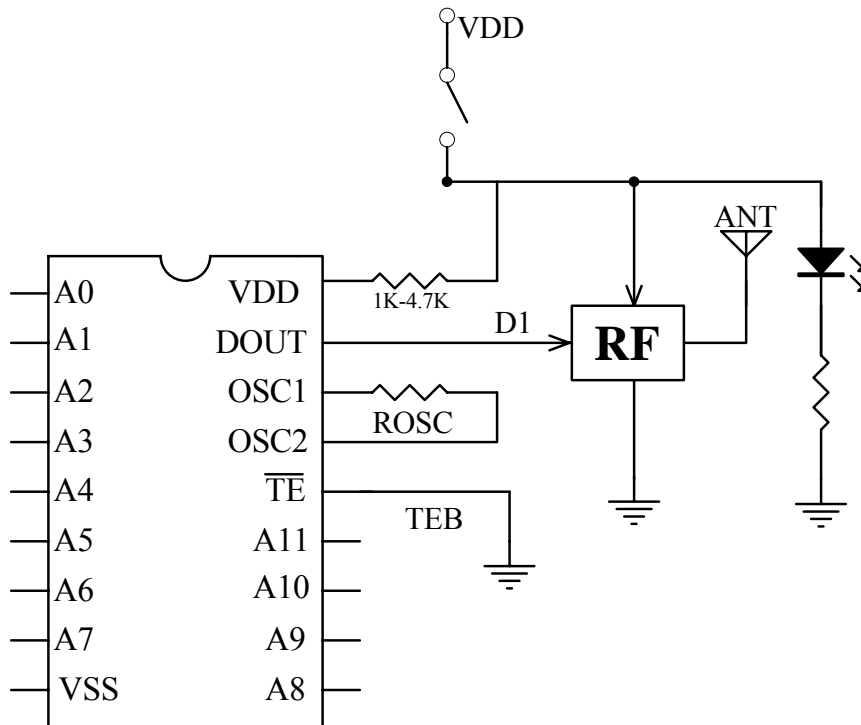 VDD
ANT
A0
VDD
1K-4.7K
A1
DOUT
D1
RF
A2
OSC1
ROSC
A3
OSC2
A4
TE
TEB
A5
A11
A6
A10
A7
A9
VSS
A8